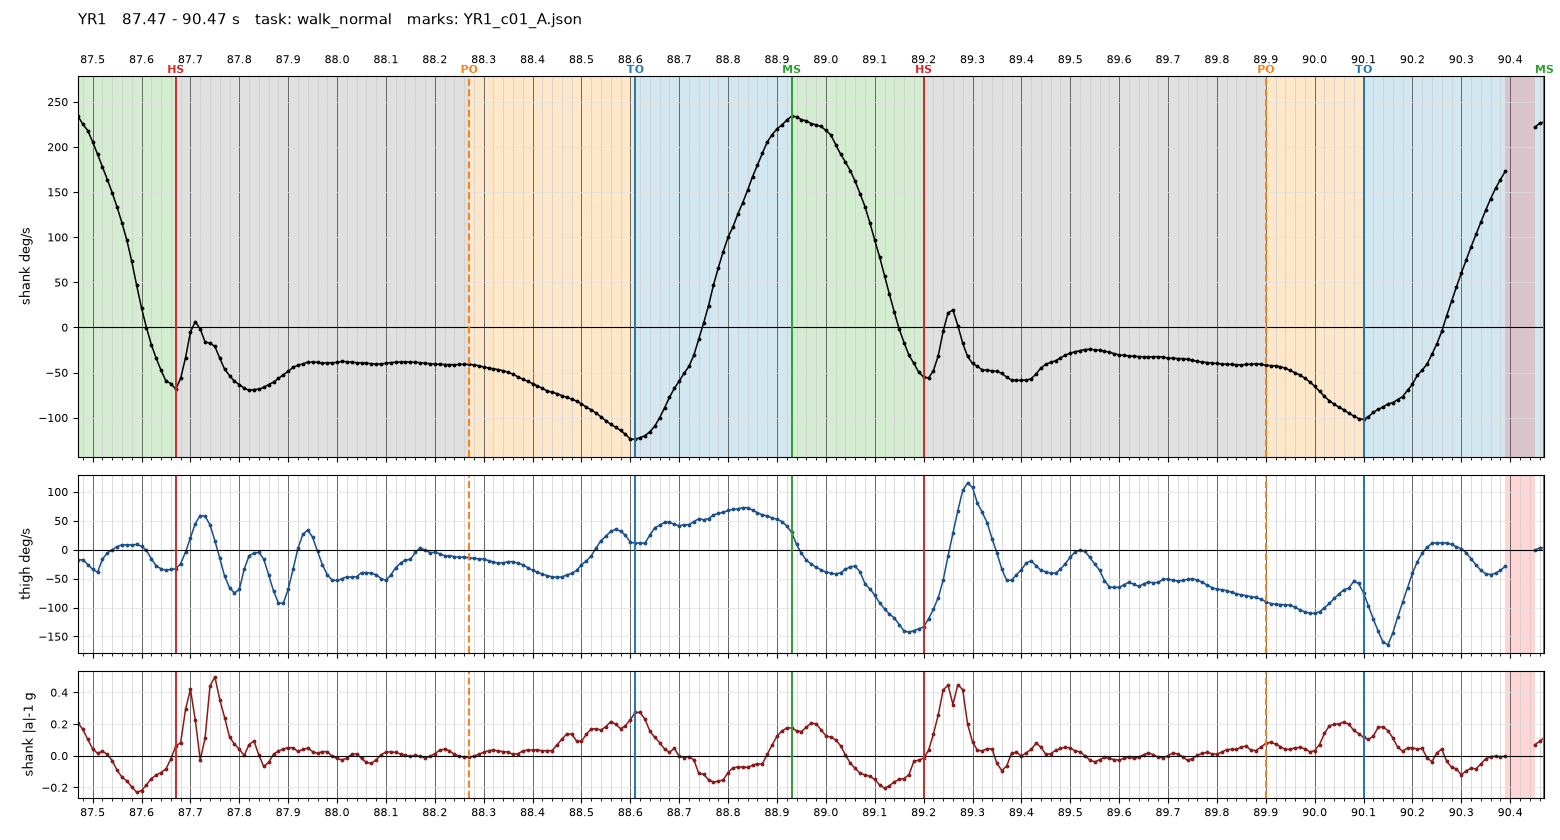 YR1   87.47 - 90.47 s   task: walk_normal   marks: YR1_c01_A.json
87.5 87.6 87.7 87.8 87.9 88.0 88.1 88.2 88.3 88.4 88.5 88.6 88.7 88.8 88.9 89.0 89.1 89.2 89.3 89.4 89.5 89.6 89.7 89.8 89.9 90.0 90.1 90.2 90.3 90.4
HS PO TO MS HS PO TO MS
shank deg/s
250
200
150
100
50
0
−50
−100
thigh deg/s
100
50
0
−50
−100
−150
shank |a|-1 g
0.4
0.2
0.0
−0.2
87.5 87.6 87.7 87.8 87.9 88.0 88.1 88.2 88.3 88.4 88.5 88.6 88.7 88.8 88.9 89.0 89.1 89.2 89.3 89.4 89.5 89.6 89.7 89.8 89.9 90.0 90.1 90.2 90.3 90.4